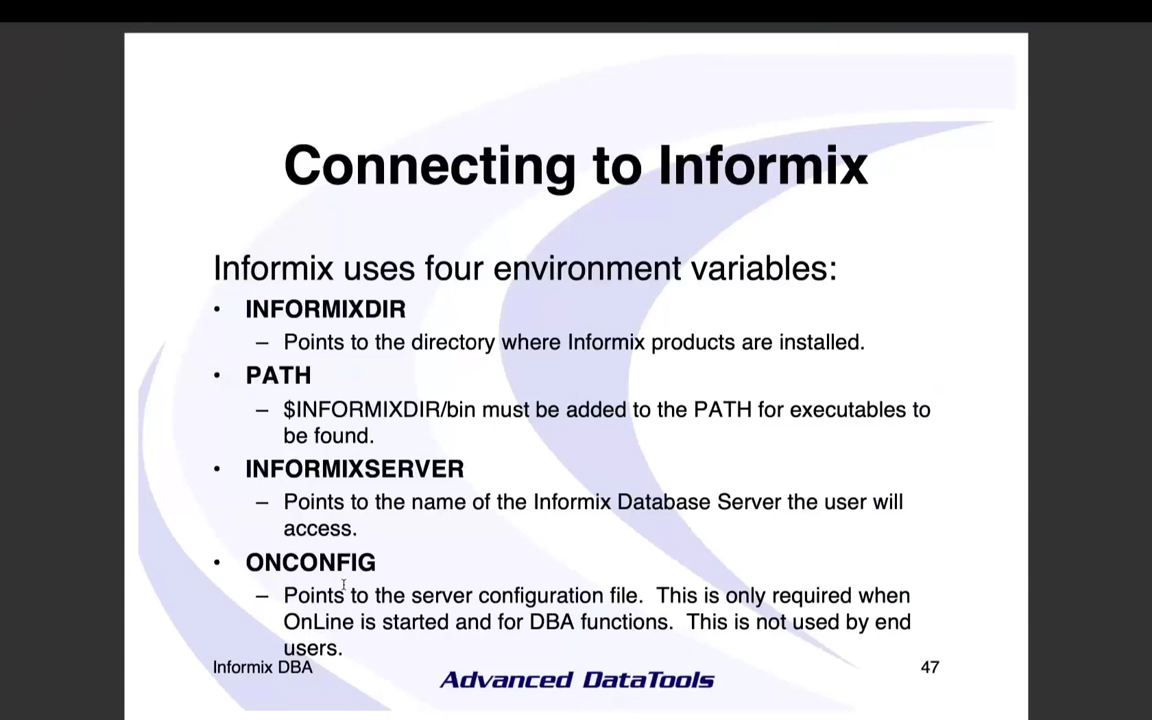 Connecting to Informix
Informix uses four environment variables:
• INFORMIXDIR
– Points to the directory where Informix products are installed.
• PATH
– $INFORMIXDIR/bin must be added to the PATH for executables to
be found.
• INFORMIXSERVER
– Points to the name of the Informix Database Server the user will
access.
• ONCONFIG
– Points to the server configuration file.  This is only required when
OnLine is started and for DBA functions.  This is not used by end
users.
Informix DBA
Advanced DataTools
47